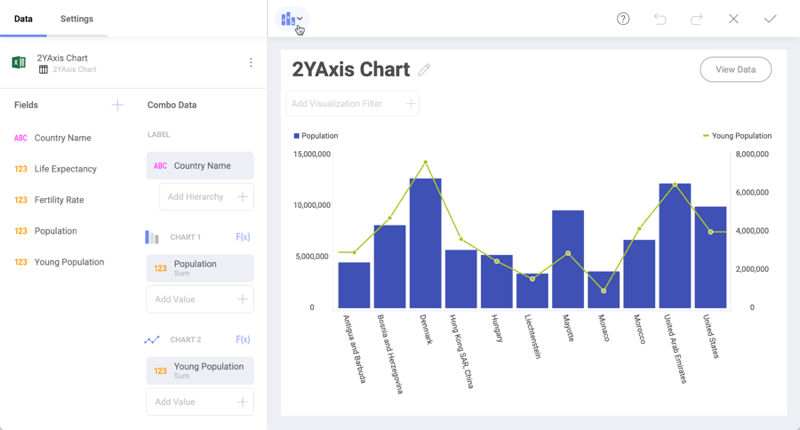 Data
Settings
2YAxis Chart
2YAxis Chart
Fields
Combo Data
ABC Country Name
123 Life Expectancy
123 Fertility Rate
123 Population
123 Young Population
LABEL
ABC Country Name
Add Hierarchy
CHART 1 F(x)
123 Population
Sum
Add Value
CHART 2 F(x)
123 Young Population
Sum
Add Value
2YAxis Chart
View Data
Add Visualization Filter
Population
Young Population
15,000,000
10,000,000
5,000,000
0
8,000,000
6,000,000
4,000,000
2,000,000
0
Antigua and Barbuda
Bosnia and Herzegovina
Denmark
Hong Kong SAR, China
Hungary
Liechtenstein
Mayotte
Monaco
Morocco
United Arab Emirates
United States